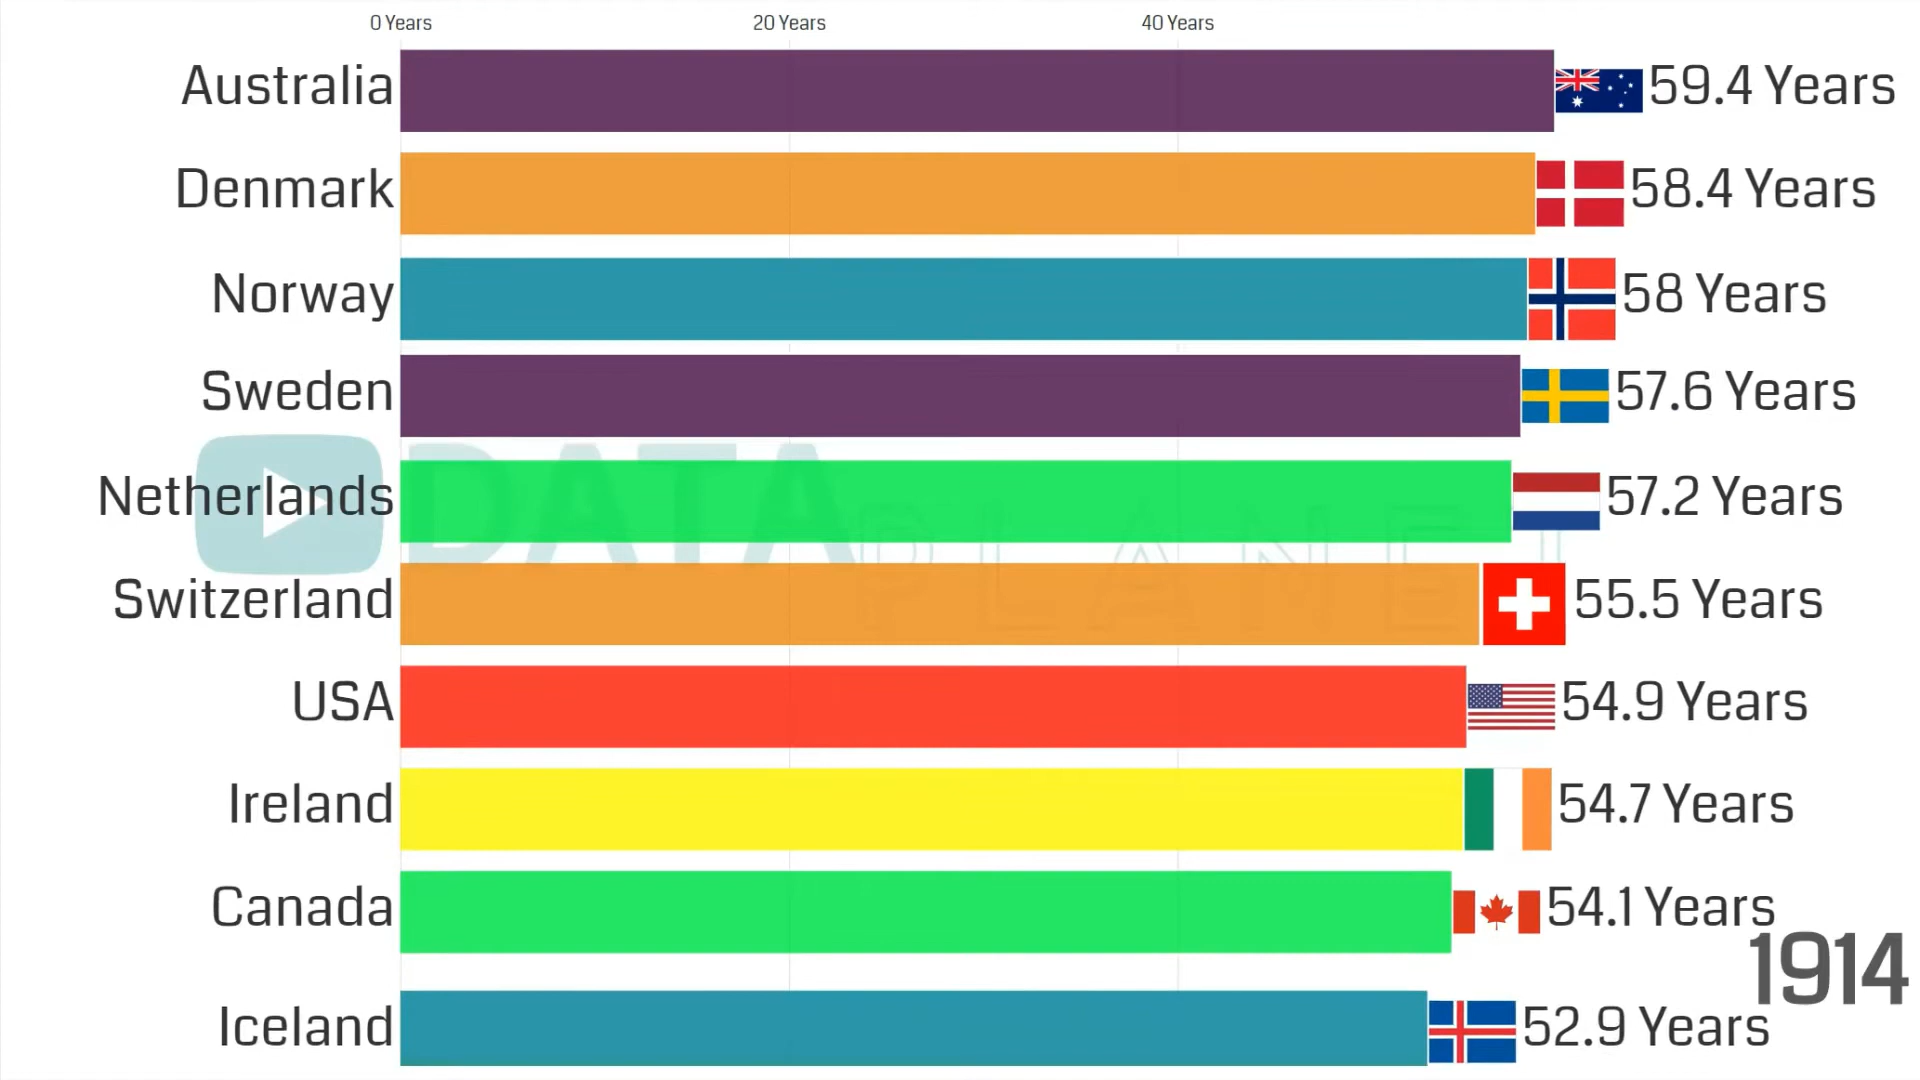 0 Years 20 Years 40 Years
Australia 59.4 Years
Denmark 58.4 Years
Norway 58 Years
Sweden 57.6 Years
DATA
Netherlands 57.2 Years
PLANET
Switzerland 55.5 Years
USA 54.9 Years
Ireland 54.7 Years
Canada 54.1 Years
1914
Iceland 52.9 Years